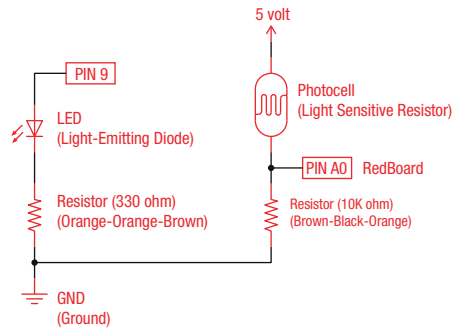 5 volt
PIN 9
Photocell
(Light Sensitive Resistor)
LED
(Light-Emitting Diode)
PIN A0 RedBoard
Resistor (330 ohm)
(Orange-Orange-Brown)
Resistor (10K ohm)
(Brown-Black-Orange)
GND
(Ground)